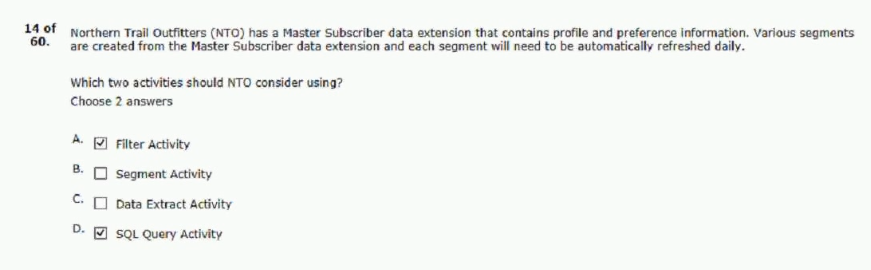 14 of
60.
Northern Trail Outfitters (NTO) has a Master Subscriber data extension that contains profile and preference information. Various segments
are created from the Master Subscriber data extension and each segment will need to be automatically refreshed daily.
Which two activities should NTO consider using?
Choose 2 answers
A. Filter Activity
B. Segment Activity
C. Data Extract Activity
D. SQL Query Activity